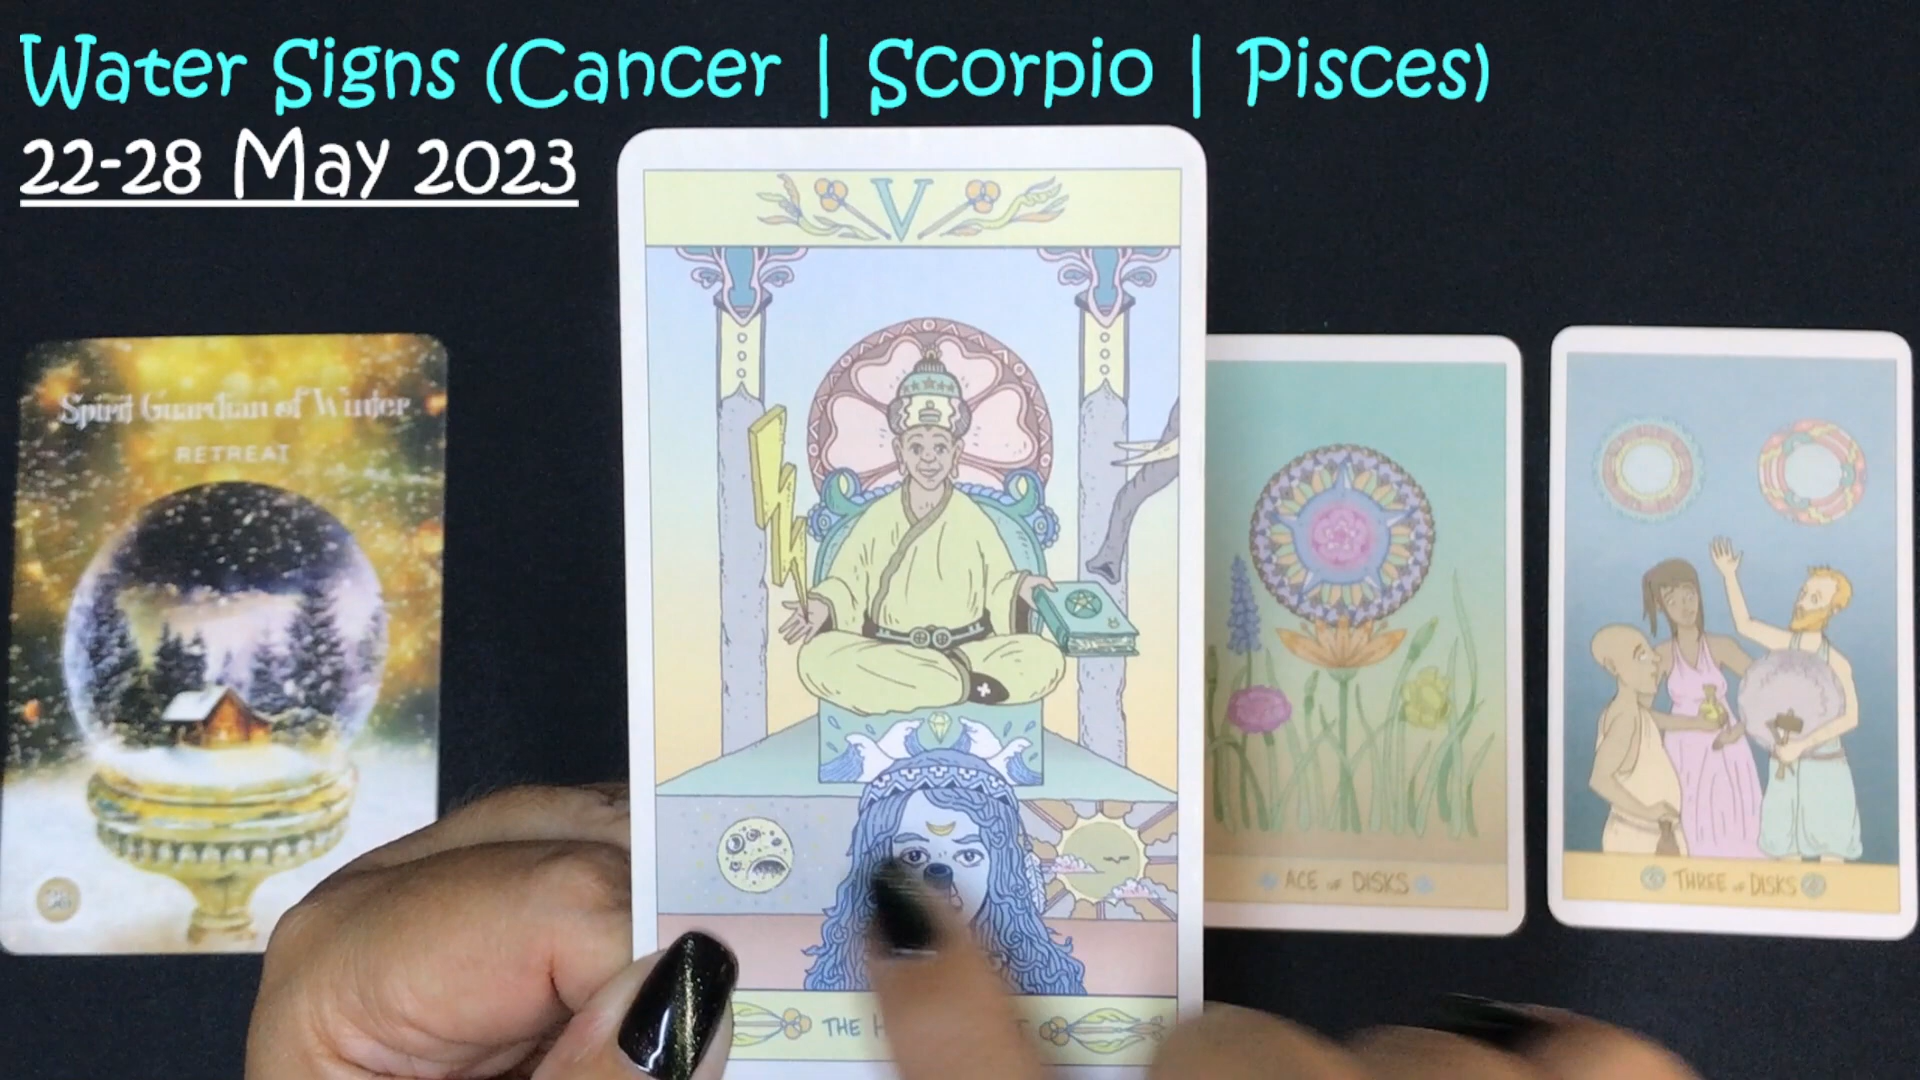 Water Signs (Cancer | Scorpio | Pisces)
22-28 May 2023
V
Spirit Guardian of Winter
RETREAT
ACE OF DISKS
THREE OF DISKS
THE